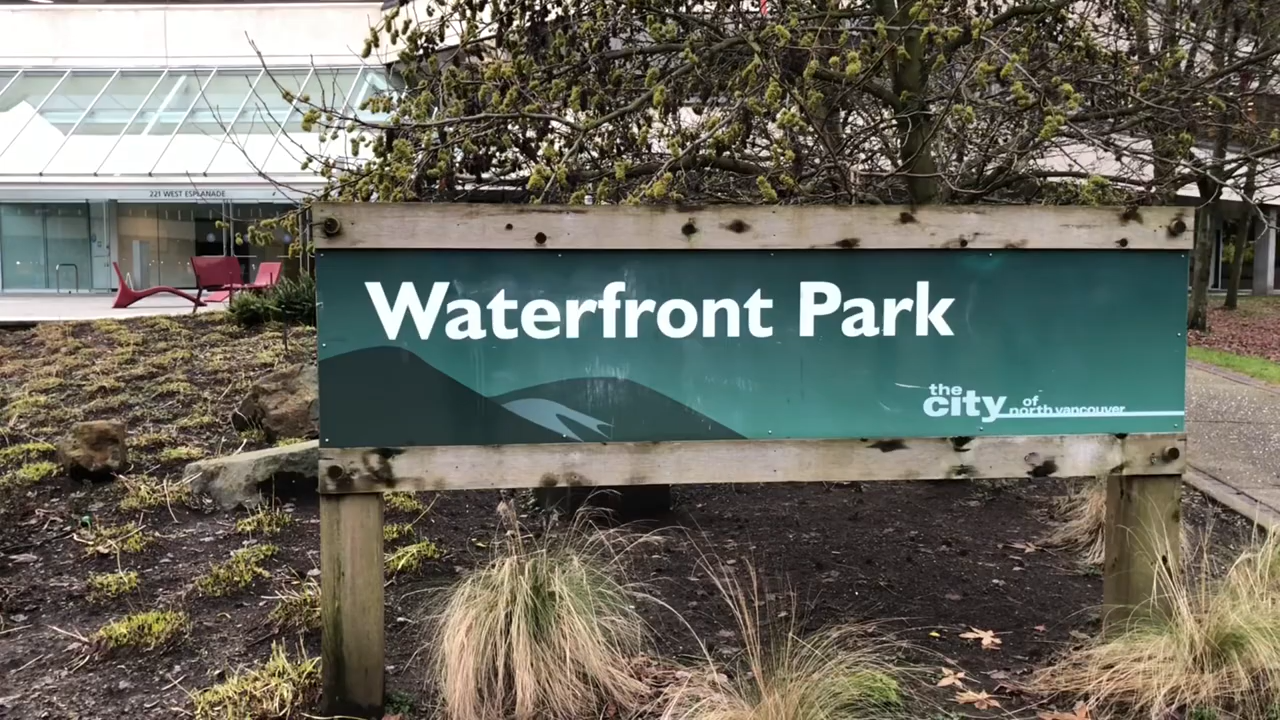 221 WEST ESPLANADE
Waterfront Park
the
city of
north vancouver